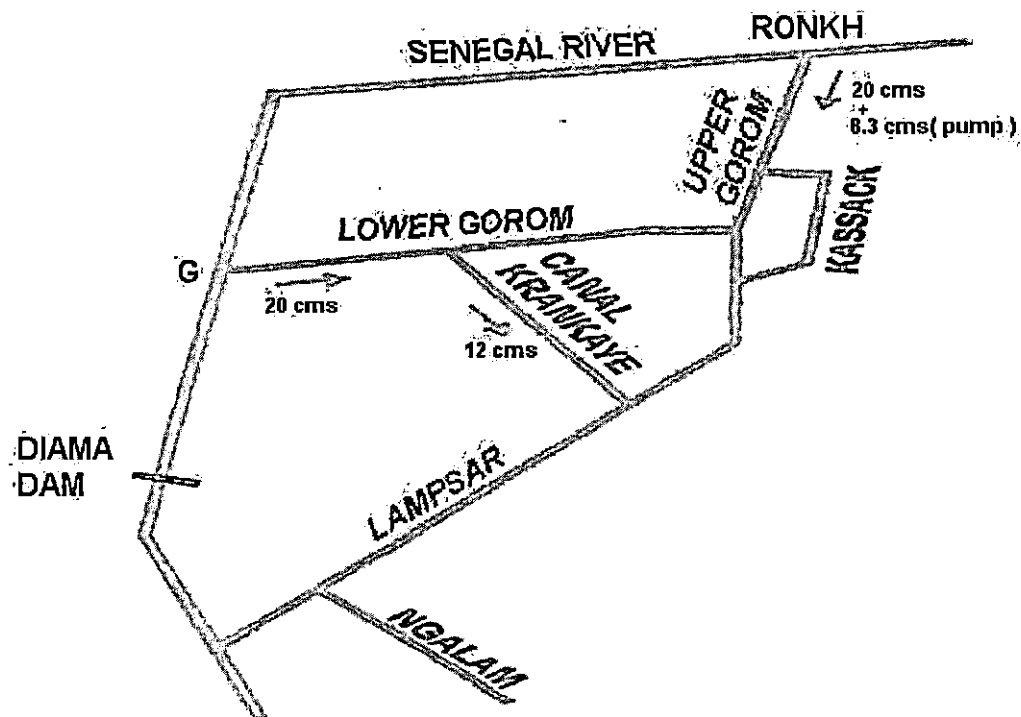 SENEGAL RIVER
RONKH
20 cms
+
8.3 cms( pump )
UPPER
GOROM
KASSACK
LOWER GOROM
G
20 cms
CANAL
KRANKAYE
12 cms
DIAMA
DAM
LAMPSAR
NGALAM